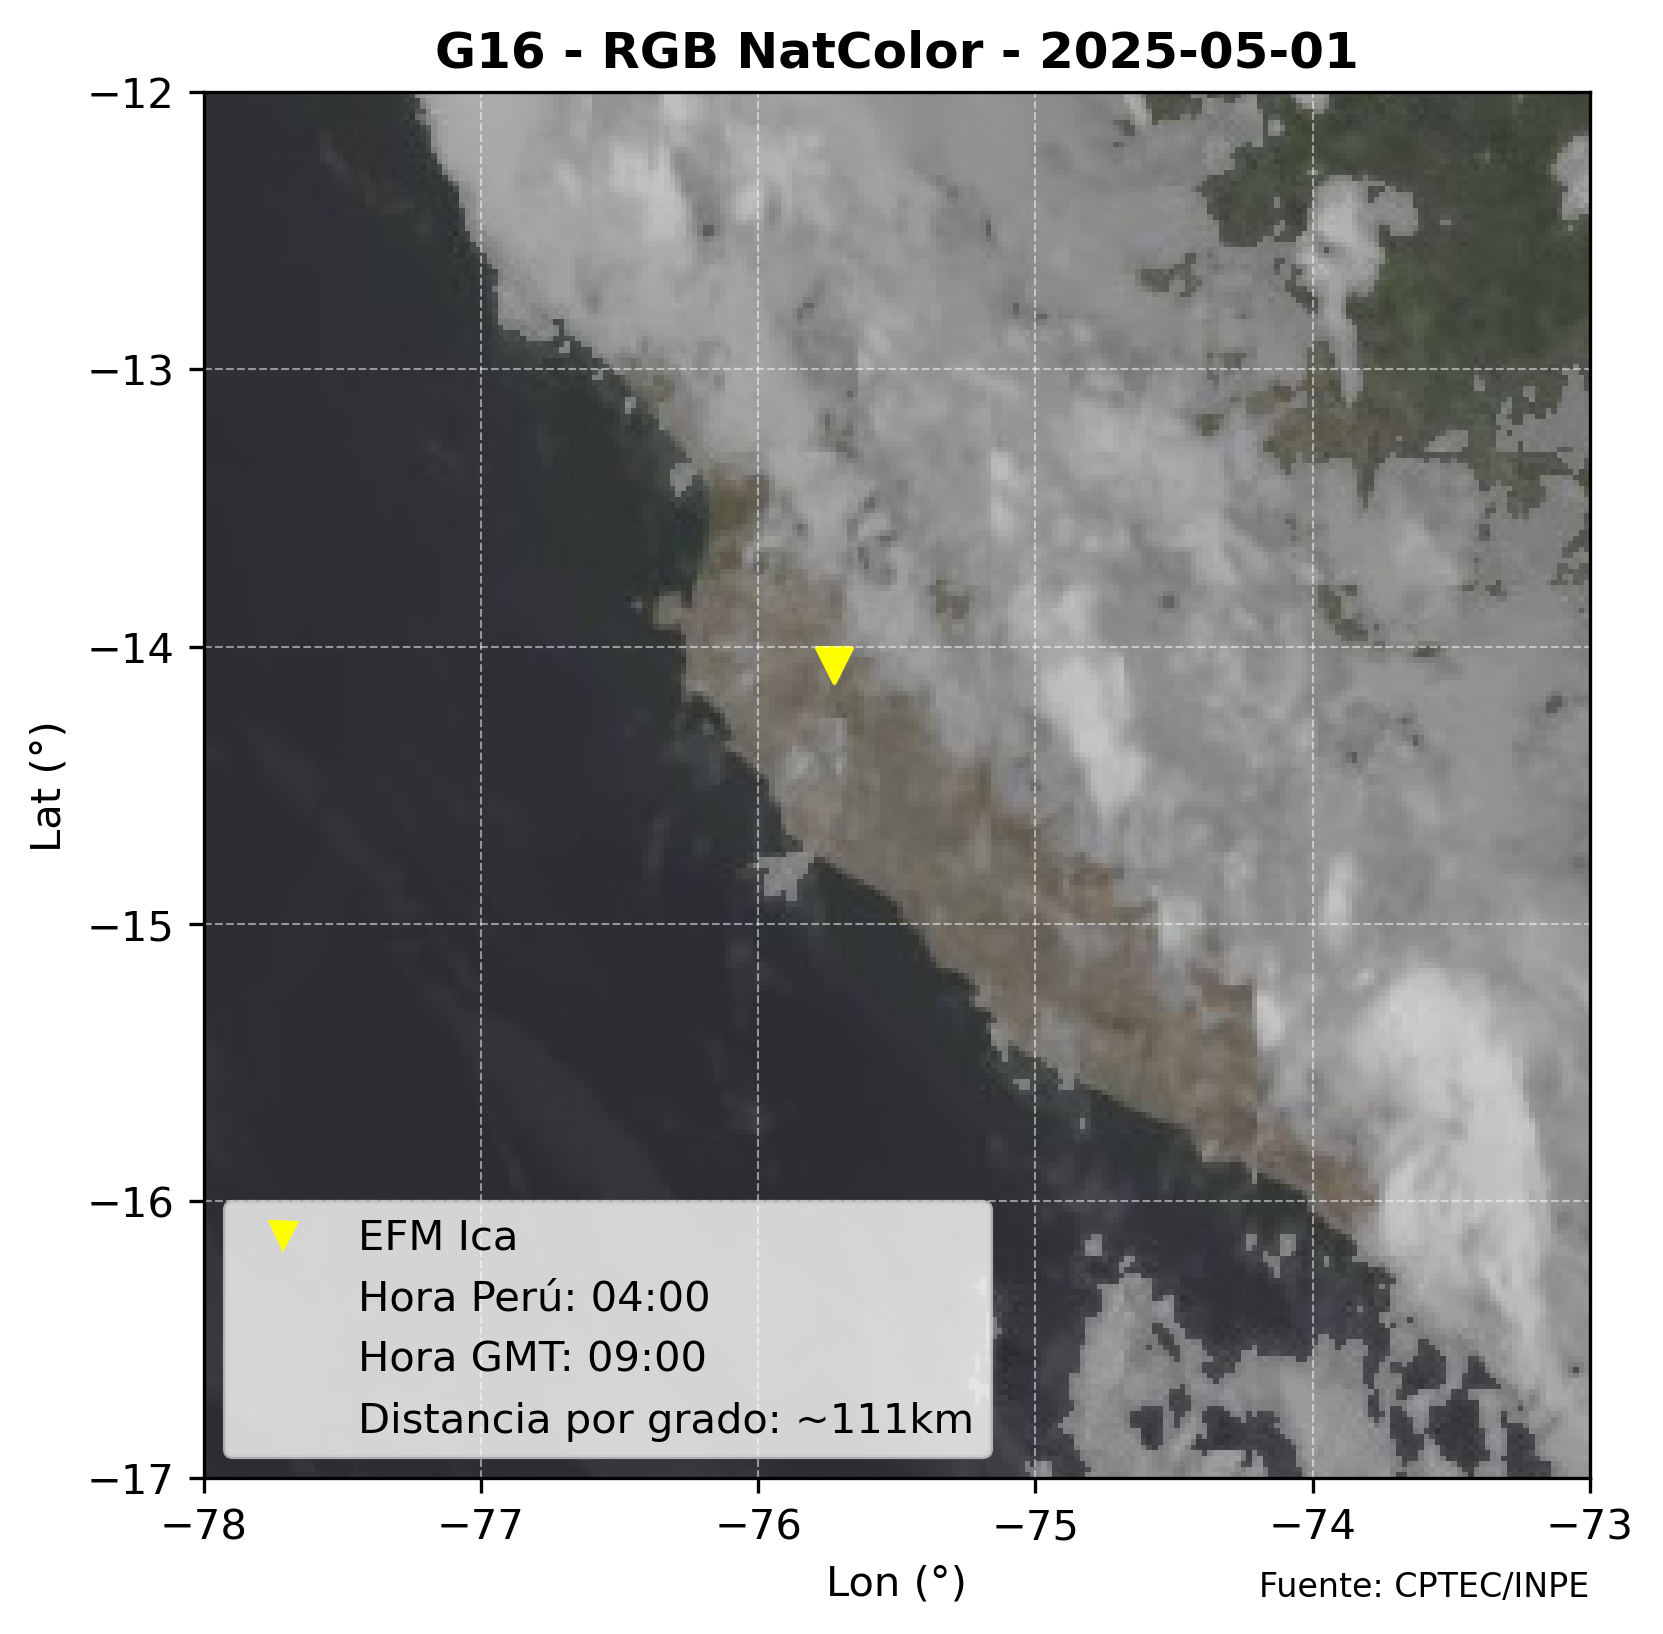 G16 - RGB NatColor - 2025-05-01
−12
−13
−14
−15
−16
−17
Lat (°)
EFM Ica
Hora Perú: 04:00
Hora GMT: 09:00
Distancia por grado: ~111km
−78
−77
−76
−75
−74
−73
Lon (°)
Fuente: CPTEC/INPE